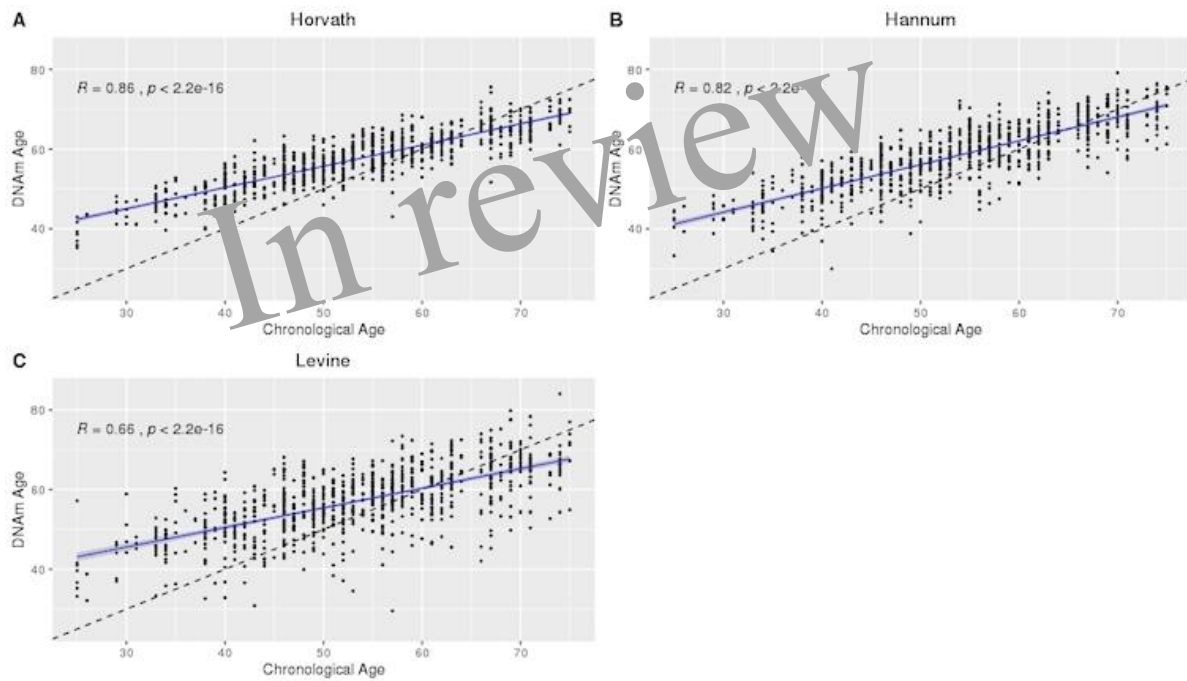 A
Horvath
R = 0.86 , p < 2.2e-16
80
60
40
DNAm Age
30
40
50
60
70
Chronological Age
B
Hannum
R = 0.82 , p < 2.2e-
80
60
40
DNAm Age
30
40
50
60
70
Chronological Age
C
Levine
R = 0.66 , p < 2.2e-16
80
60
40
DNAm Age
30
40
50
60
70
Chronological Age
In review